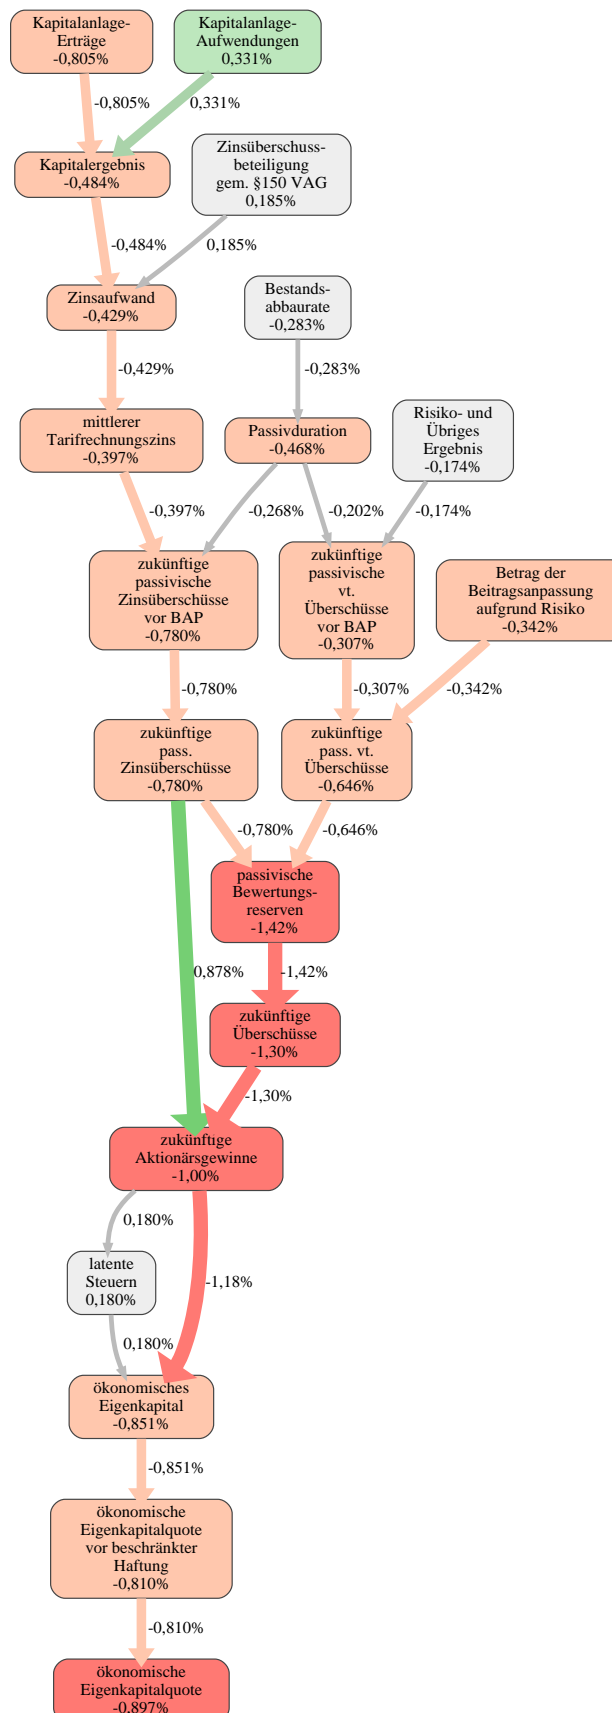 Kapitalanlage-
Erträge
-0,805%
Kapitalanlage-
Aufwendungen
0,331%
-0,805%
0,331%
Kapitalergebnis
-0,484%
Zinsüberschuss-
beteiligung
gem. §150 VAG
0,185%
-0,484%
0,185%
Zinsaufwand
-0,429%
Bestands-
abbaurate
-0,283%
-0,429%
-0,283%
mittlerer
Tarifrechnungszins
-0,397%
Passivduration
-0,468%
Risiko- und
Übriges
Ergebnis
-0,174%
-0,397%
-0,268%
-0,202%
-0,174%
zukünftige
passivische
Zinsüberschüsse
vor BAP
-0,780%
zukünftige
passivische
vt.
Überschüsse
vor BAP
-0,307%
Betrag der
Beitragsanpassung
aufgrund Risiko
-0,342%
-0,780%
-0,307%
-0,342%
zukünftige
pass.
Zinsüberschüsse
-0,780%
zukünftige
pass. vt.
Überschüsse
-0,646%
-0,780%
-0,646%
passivische
Bewertungs-
reserven
-1,42%
0,878%
-1,42%
zukünftige
Überschüsse
-1,30%
-1,30%
zukünftige
Aktionärsgewinne
-1,00%
0,180%
-1,18%
latente
Steuern
0,180%
0,180%
ökonomisches
Eigenkapital
-0,851%
-0,851%
ökonomische
Eigenkapitalquote
vor beschränkter
Haftung
-0,810%
-0,810%
ökonomische
Eigenkapitalquote
-0,897%